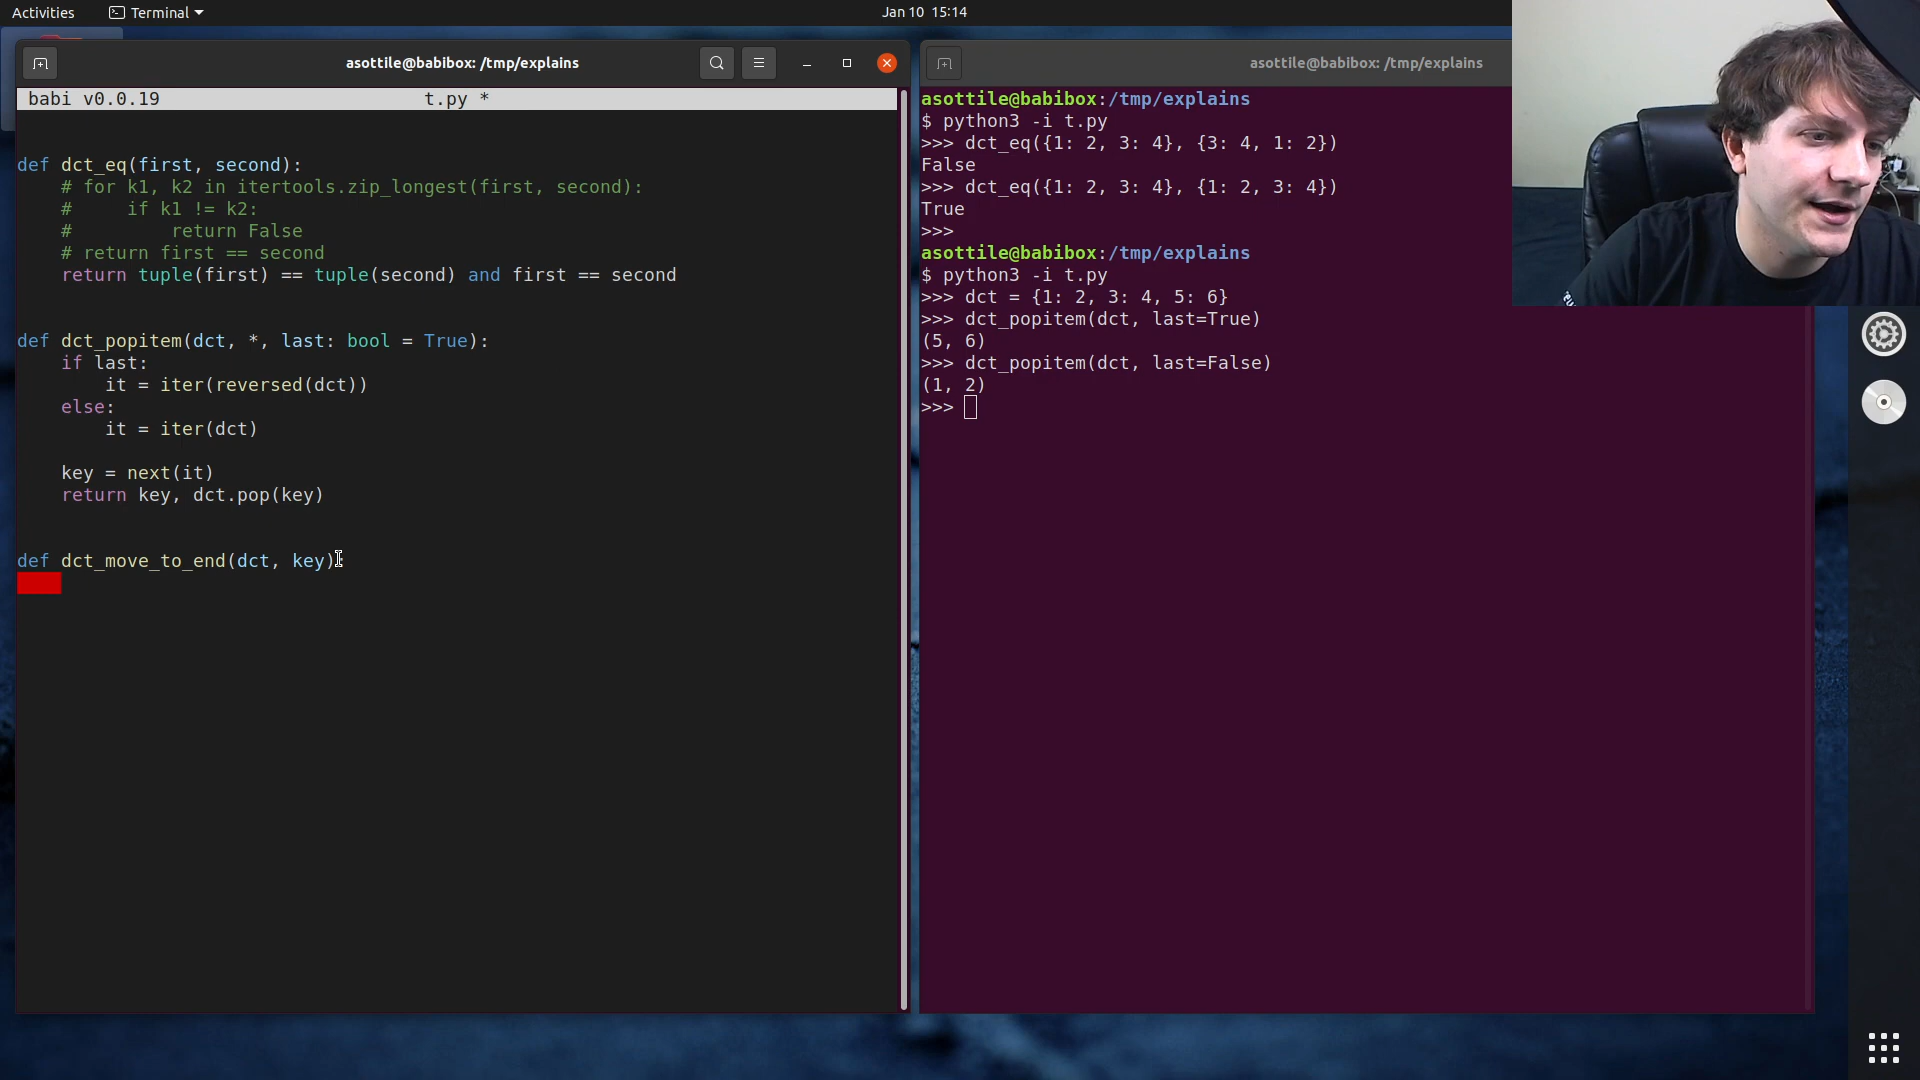 Activities
Terminal
Jan 10 15:14
asottile@babibox: /tmp/explains
babi v0.0.19 t.py *
def dct_eq(first, second):
    # for k1, k2 in itertools.zip_longest(first, second):
    #     if k1 != k2:
    #         return False
    # return first == second
    return tuple(first) == tuple(second) and first == second
def dct_popitem(dct, *, last: bool = True):
    if last:
        it = iter(reversed(dct))
    else:
        it = iter(dct)
    key = next(it)
    return key, dct.pop(key)
def dct_move_to_end(dct, key):
asottile@babibox: /tmp/explains
asottile@babibox:/tmp/explains
$ python3 -i t.py
>>> dct_eq({1: 2, 3: 4}, {3: 4, 1: 2})
False
>>> dct_eq({1: 2, 3: 4}, {1: 2, 3: 4})
True
>>>
asottile@babibox:/tmp/explains
$ python3 -i t.py
>>> dct = {1: 2, 3: 4, 5: 6}
>>> dct_popitem(dct, last=True)
(5, 6)
>>> dct_popitem(dct, last=False)
(1, 2)
>>>